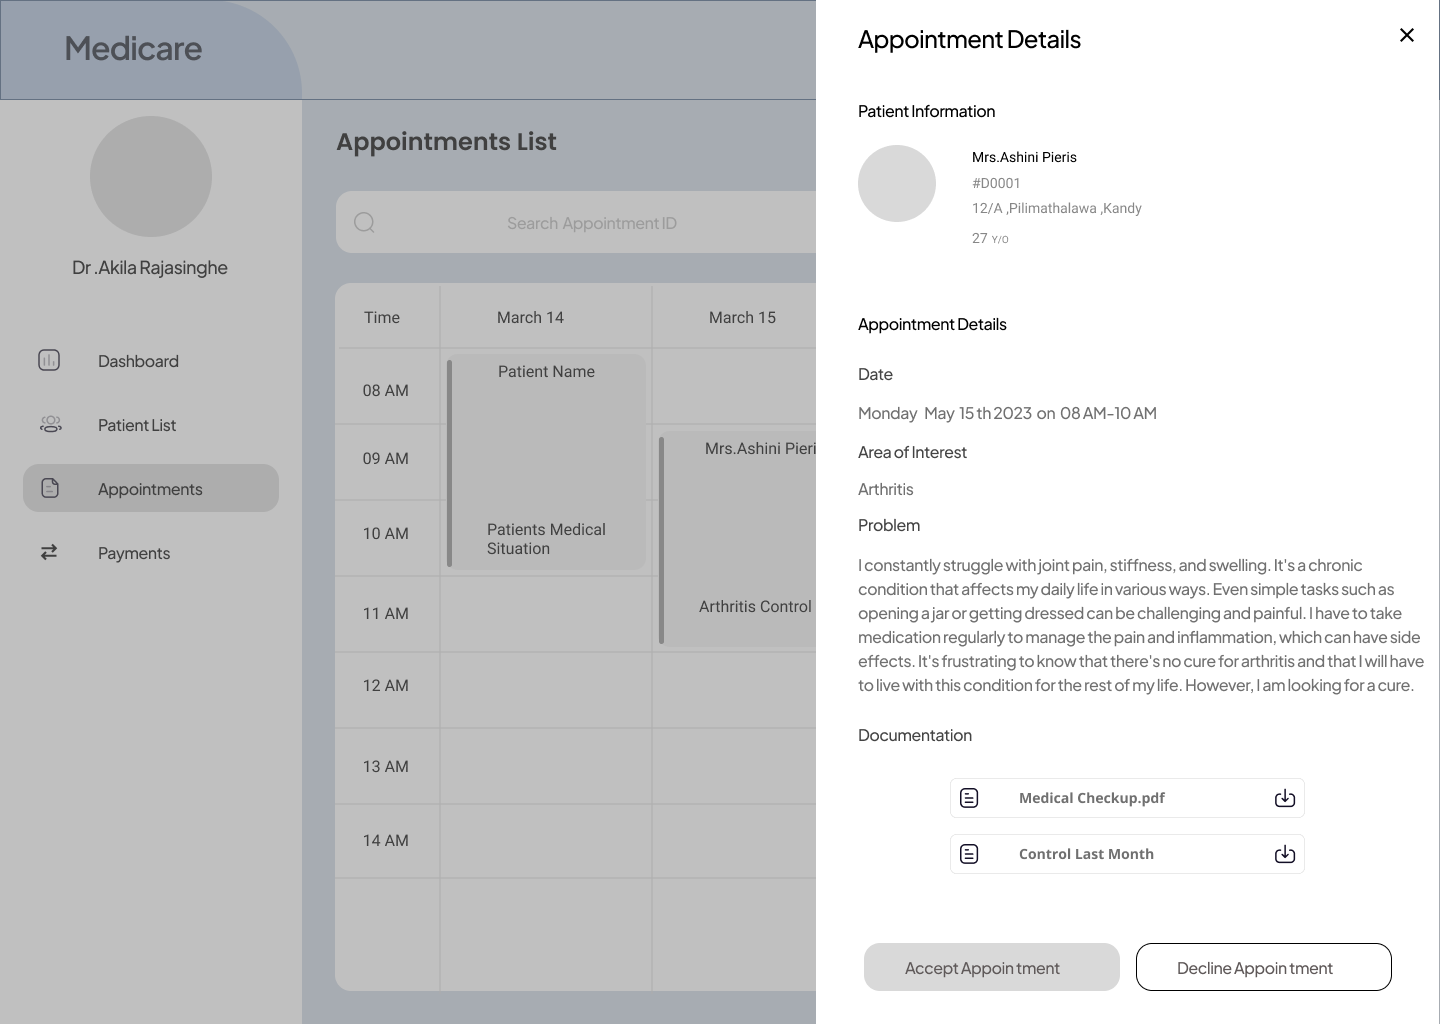 Medicare
Dr .Akila Rajasinghe
Dashboard
Patient List
Appointments
Payments
Appointments List
Search Appointment ID
Time
March 14
March 15
08 AM
09 AM
10 AM
11 AM
12 AM
13 AM
14 AM
Patient Name
Patients Medical
Situation
Mrs.Ashini Pieri
Arthritis Control
Appointment Details
Patient Information
Mrs.Ashini Pieris
#D0001
12/A ,Pilimathalawa ,Kandy
27 Y/O
Appointment Details
Date
Monday May 15 th 2023 on 08 AM-10 AM
Area of Interest
Arthritis
Problem
I constantly struggle with joint pain, stiffness, and swelling. It's a chronic
condition that affects my daily life in various ways. Even simple tasks such as
opening a jar or getting dressed can be challenging and painful. I have to take
medication regularly to manage the pain and inflammation, which can have side
effects. It's frustrating to know that there's no cure for arthritis and that I will have
to live with this condition for the rest of my life. However, I am looking for a cure.
Documentation
Medical Checkup.pdf
Control Last Month
Accept Appoin tment
Decline Appoin tment